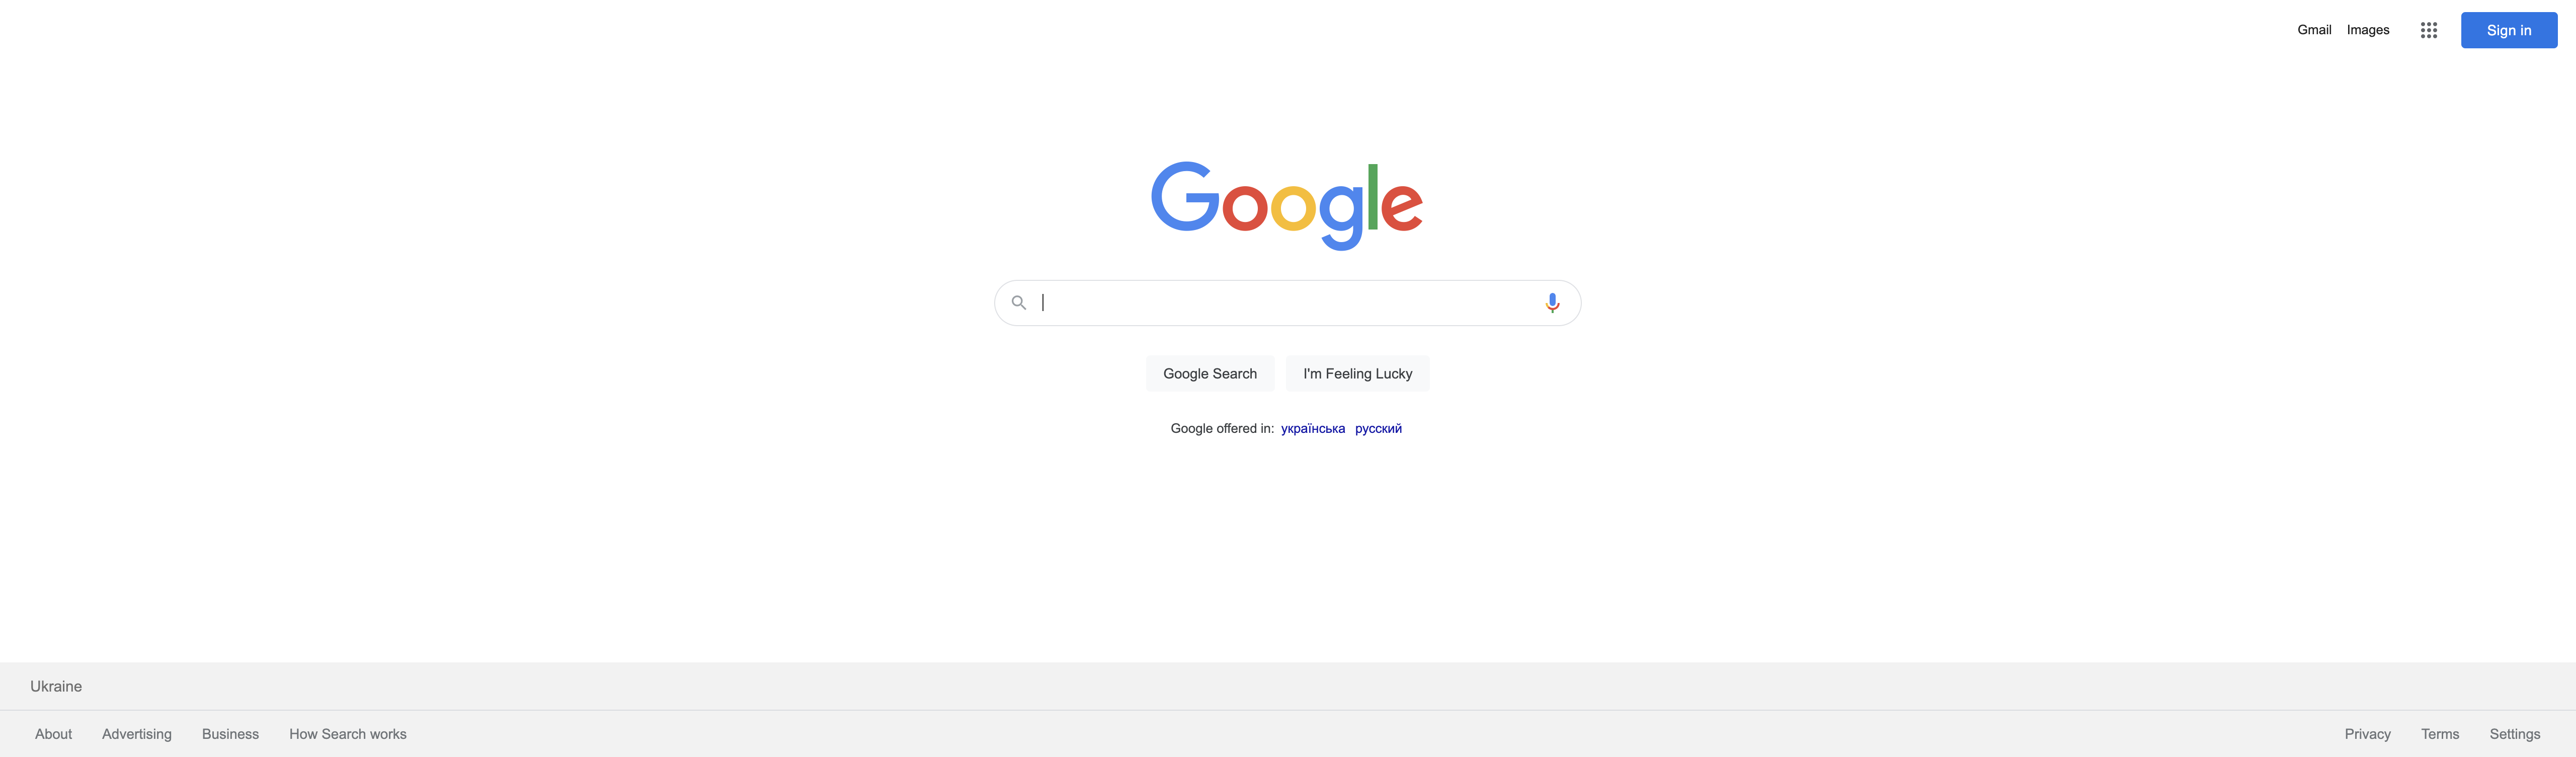 Gmail Images Sign in
Google
Google Search I'm Feeling Lucky
Google offered in: українська русский
Ukraine
About Advertising Business How Search works Privacy Terms Settings